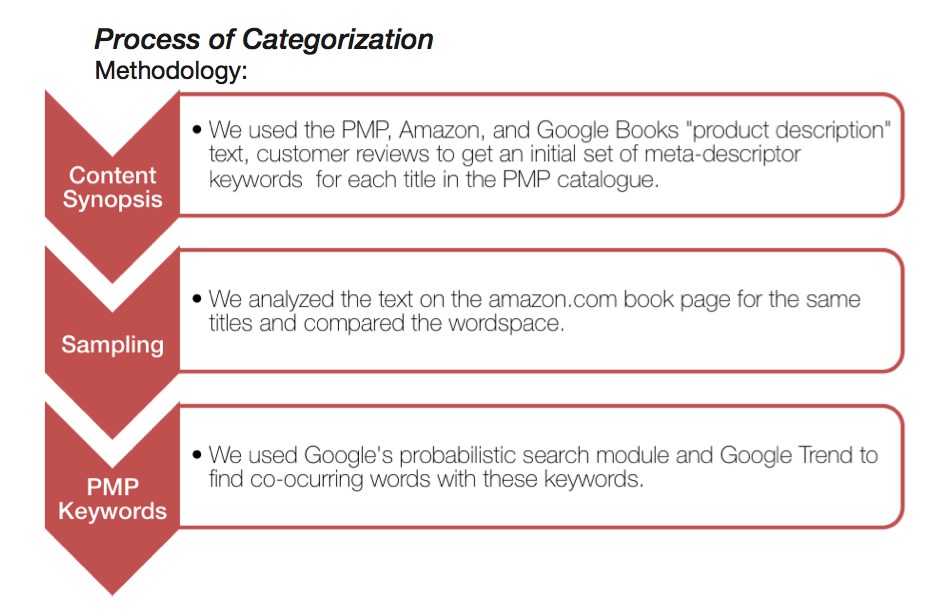 Process of Categorization
Methodology:
Content
Synopsis
• We used the PMP, Amazon, and Google Books "product description"
text, customer reviews to get an initial set of meta-descriptor
keywords  for each title in the PMP catalogue.
Sampling
• We analyzed the text on the amazon.com book page for the same
titles and compared the wordspace.
PMP
Keywords
• We used Google's probabilistic search module and Google Trend to
find co-ocurring words with these keywords.